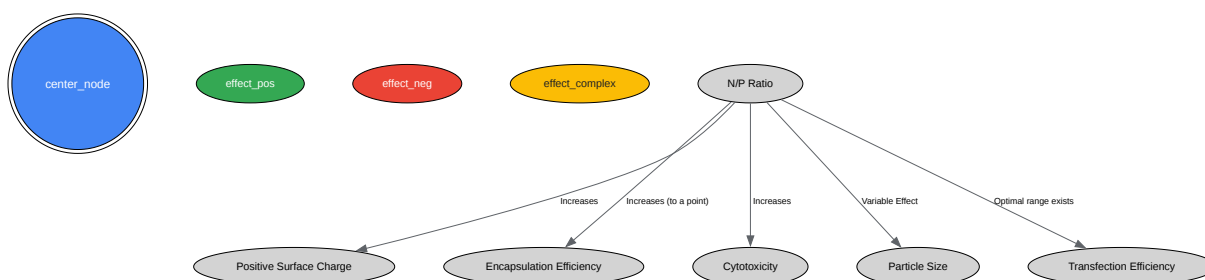 center_node
effect_pos
effect_neg
effect_complex
N/P Ratio
Increases
Increases (to a point)
Increases
Variable Effect
Optimal range exists
Positive Surface Charge
Encapsulation Efficiency
Cytotoxicity
Particle Size
Transfection Efficiency